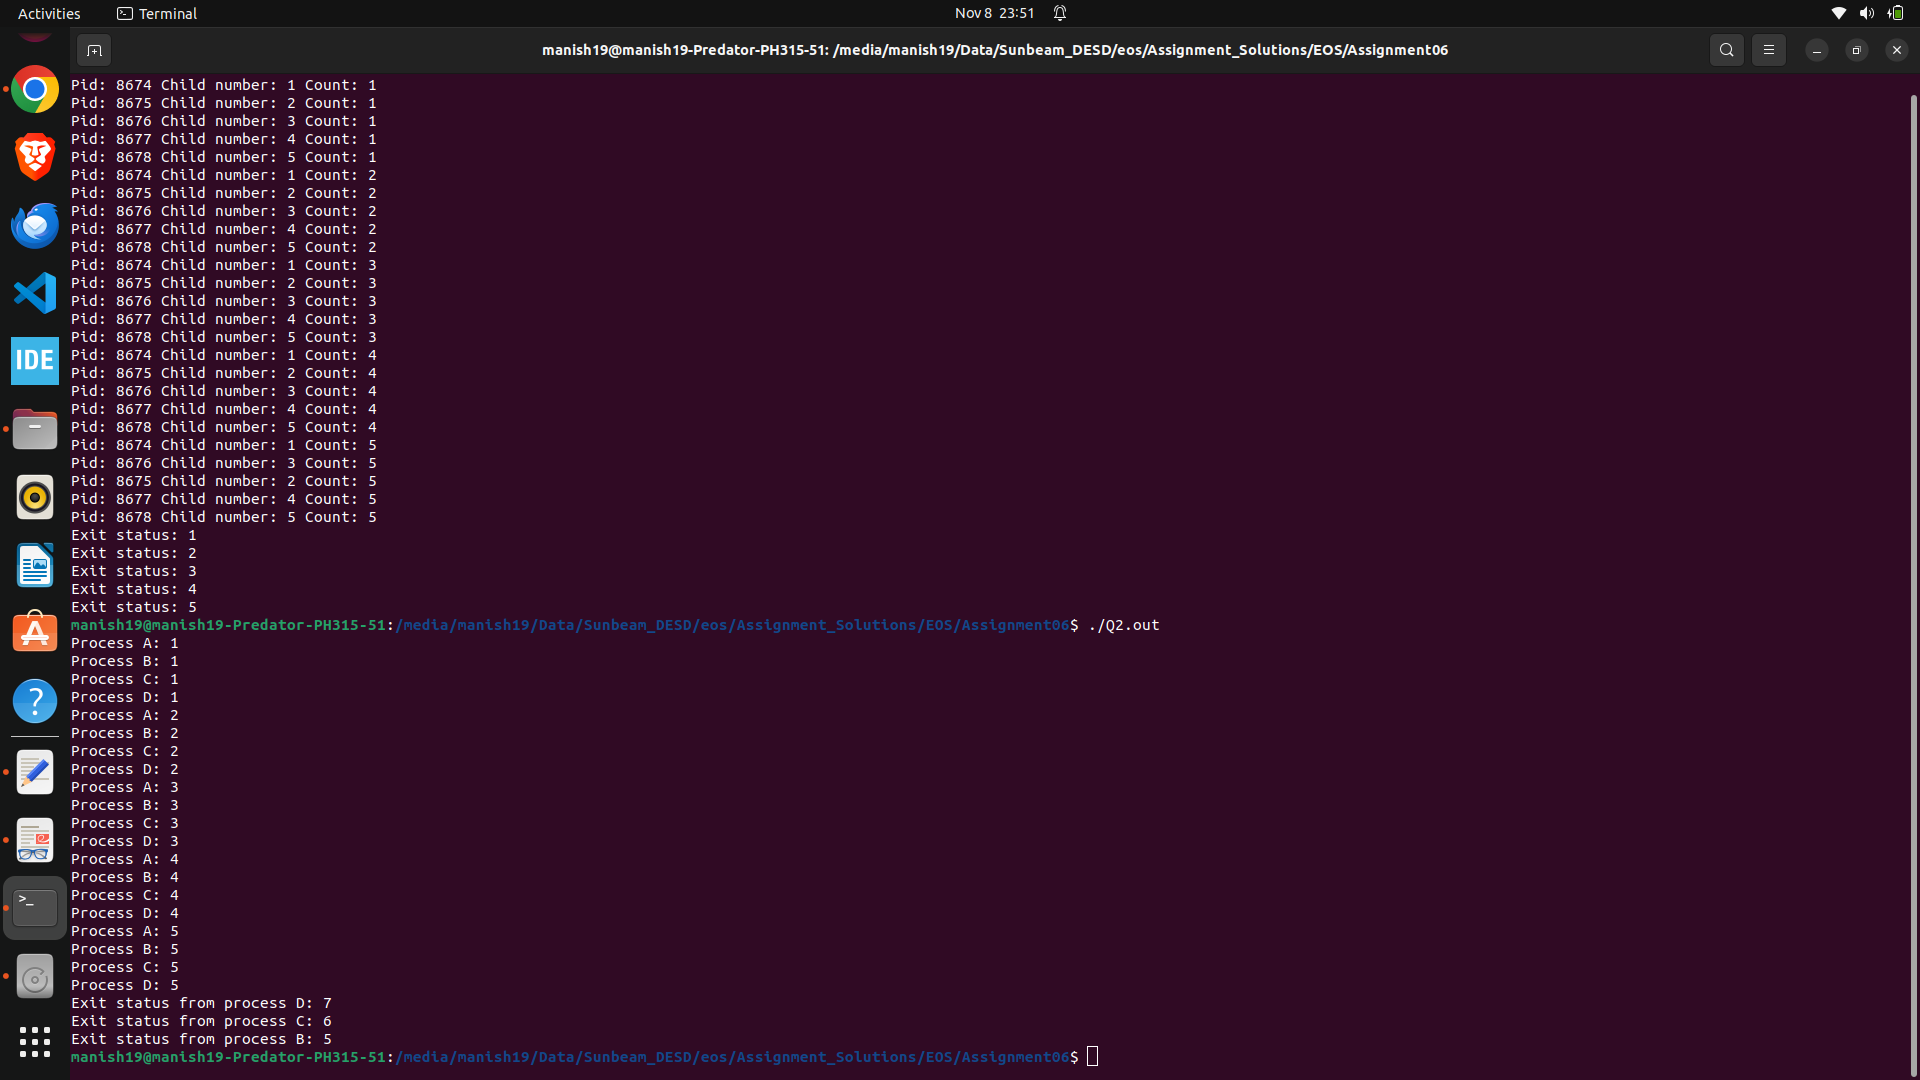 Activities
Terminal
Nov 8 23:51
manish19@manish19-Predator-PH315-51: /media/manish19/Data/Sunbeam_DESD/eos/Assignment_Solutions/EOS/Assignment06
IDE
Pid: 8674 Child number: 1 Count: 1
Pid: 8675 Child number: 2 Count: 1
Pid: 8676 Child number: 3 Count: 1
Pid: 8677 Child number: 4 Count: 1
Pid: 8678 Child number: 5 Count: 1
Pid: 8674 Child number: 1 Count: 2
Pid: 8675 Child number: 2 Count: 2
Pid: 8676 Child number: 3 Count: 2
Pid: 8677 Child number: 4 Count: 2
Pid: 8678 Child number: 5 Count: 2
Pid: 8674 Child number: 1 Count: 3
Pid: 8675 Child number: 2 Count: 3
Pid: 8676 Child number: 3 Count: 3
Pid: 8677 Child number: 4 Count: 3
Pid: 8678 Child number: 5 Count: 3
Pid: 8674 Child number: 1 Count: 4
Pid: 8675 Child number: 2 Count: 4
Pid: 8676 Child number: 3 Count: 4
Pid: 8677 Child number: 4 Count: 4
Pid: 8678 Child number: 5 Count: 4
Pid: 8674 Child number: 1 Count: 5
Pid: 8676 Child number: 3 Count: 5
Pid: 8675 Child number: 2 Count: 5
Pid: 8677 Child number: 4 Count: 5
Pid: 8678 Child number: 5 Count: 5
Exit status: 1
Exit status: 2
Exit status: 3
Exit status: 4
Exit status: 5
manish19@manish19-Predator-PH315-51:/media/manish19/Data/Sunbeam_DESD/eos/Assignment_Solutions/EOS/Assignment06$ ./Q2.out
Process A: 1
Process B: 1
Process C: 1
Process D: 1
Process A: 2
Process B: 2
Process C: 2
Process D: 2
Process A: 3
Process B: 3
Process C: 3
Process D: 3
Process A: 4
Process B: 4
Process C: 4
Process D: 4
Process A: 5
Process B: 5
Process C: 5
Process D: 5
Exit status from process D: 7
Exit status from process C: 6
Exit status from process B: 5
manish19@manish19-Predator-PH315-51:/media/manish19/Data/Sunbeam_DESD/eos/Assignment_Solutions/EOS/Assignment06$